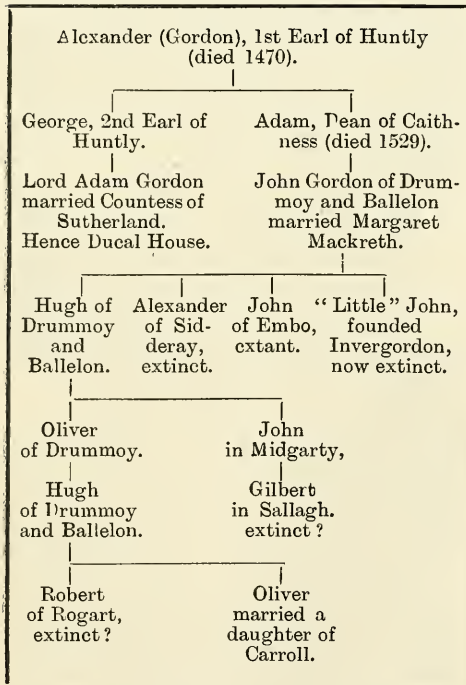 Alexander (Gordon), 1st Earl of Huntly
(died 1470).
George, 2nd Earl of
Huntly.
Adam, Dean of Caith-
ness (died 1529).
Lord Adam Gordon
married Countess of
Sutherland.
Hence Ducal House.
John Gordon of Drum-
moy and Ballelon
married Margaret
Mackreth.
Hugh of
Drummoy
and
Ballelon.
Alexander
of Sid-
deray,
extinct.
John
of Embo,
extant.
"Little" John,
founded
Invergordon,
now extinct.
Oliver
of Drummoy.
John
in Midgarty,
Hugh
of Drummoy
and Ballelon.
Gilbert
in Sallagh.
extinct ?
Robert
of Rogart,
extinct ?
Oliver
married a
daughter of
Carroll.